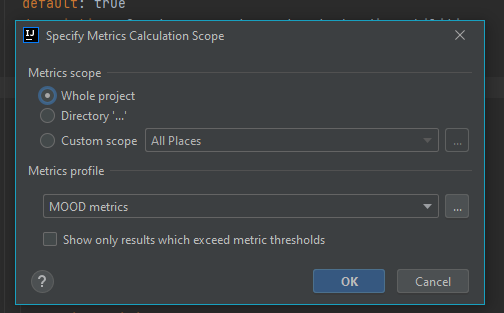 default: true
IJ
Specify Metrics Calculation Scope
Metrics scope
Whole project
Directory '...'
Custom scope
All Places
...
Metrics profile
MOOD metrics
...
Show only results which exceed metric thresholds
?
OK
Cancel